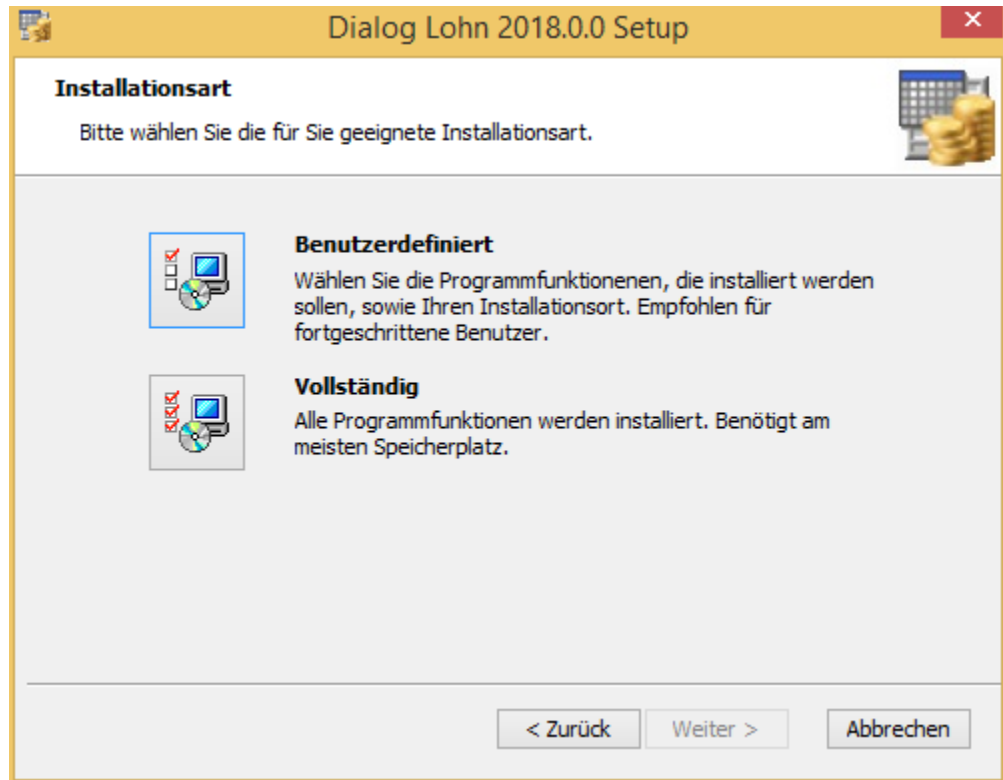 Dialog Lohn 2018.0.0 Setup
Installationsart
Bitte wählen Sie die für Sie geeignete Installationsart.
Benutzerdefiniert
Wählen Sie die Programmfunktionenen, die installiert werden
sollen, sowie Ihren Installationsort. Empfohlen für
fortgeschrittene Benutzer.
Vollständig
Alle Programmfunktionen werden installiert. Benötigt am
meisten Speicherplatz.
< Zurück
Weiter >
Abbrechen